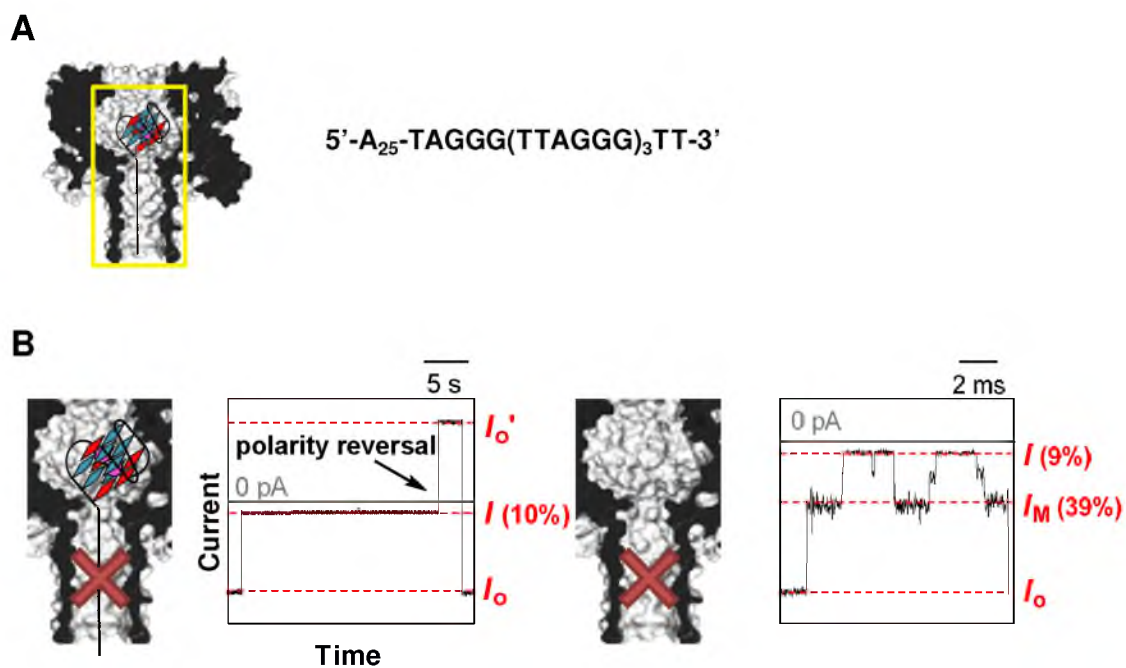 A
5'-A₂₅-TAGGG(TTAGGG)₃TT-3'
B
5 s
2 ms
Iₒ'
polarity reversal
0 pA
I (10%)
Iₒ
Current
Time
0 pA
I (9%)
I_M (39%)
Iₒ